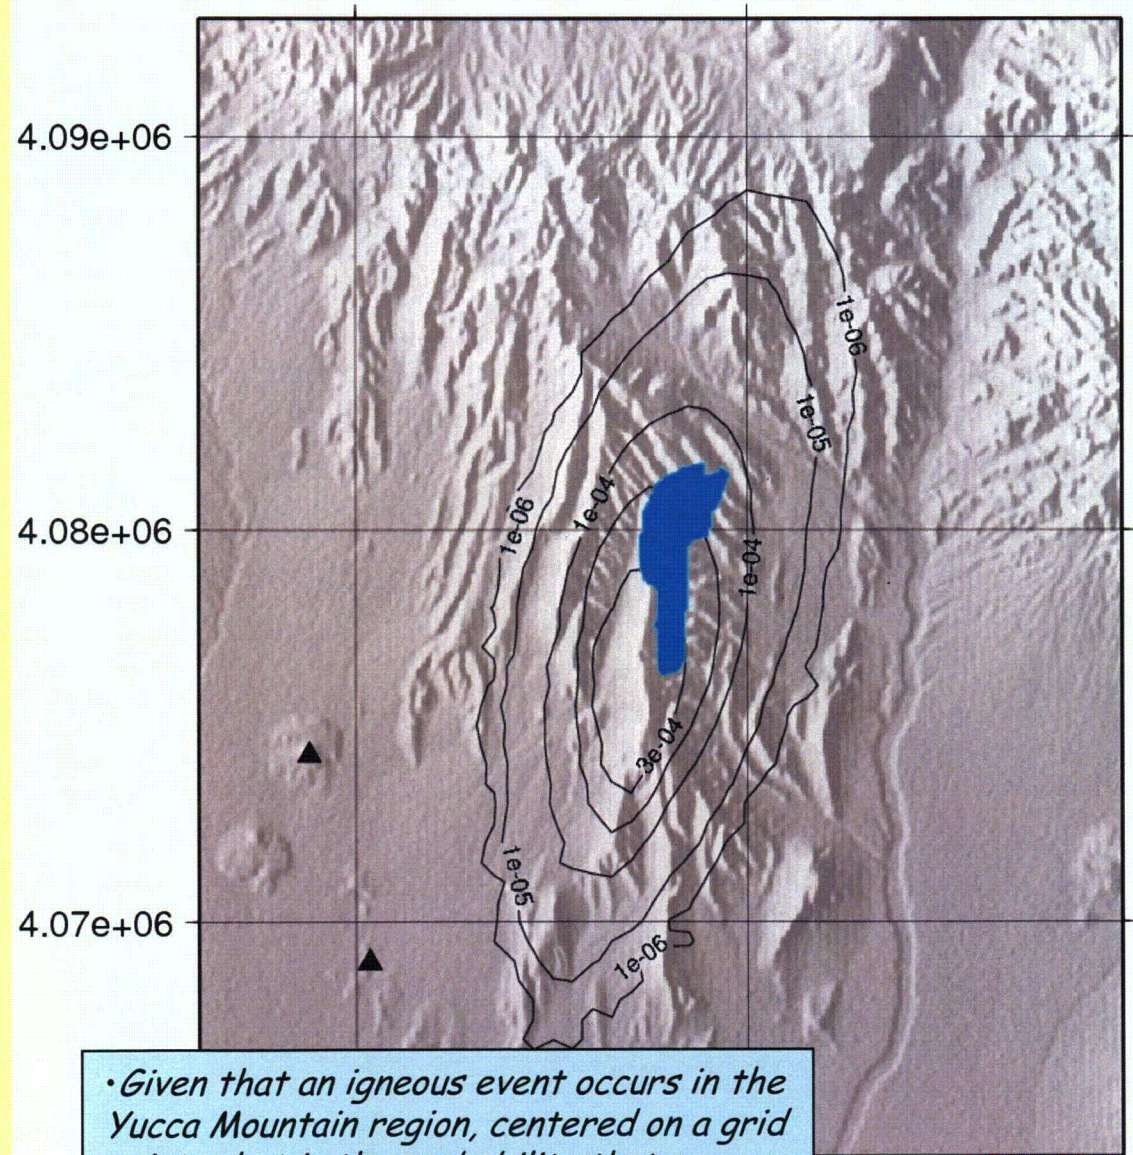 4.09e+06
1e-06
1e-05
1e-04
1e-06
4.08e+06
1e-04
3e-04
1e-05
4.07e+06
1e-06
•Given that an igneous event occurs in the
Yucca Mountain region, centered on a grid